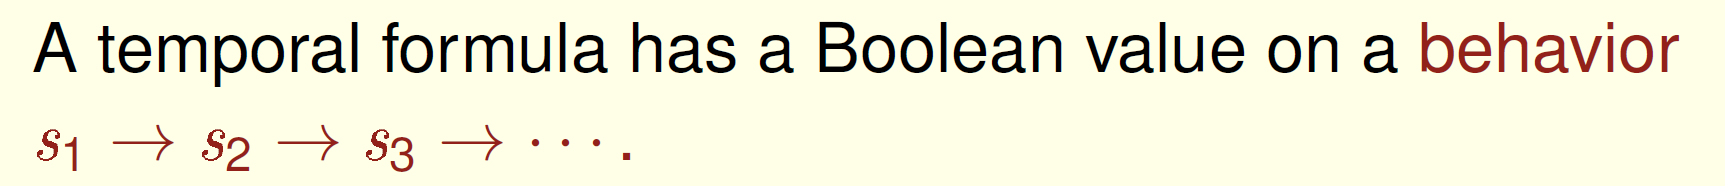 A temporal formula has a Boolean value on a behavior
s₁ → s₂ → s₃ → ··· .